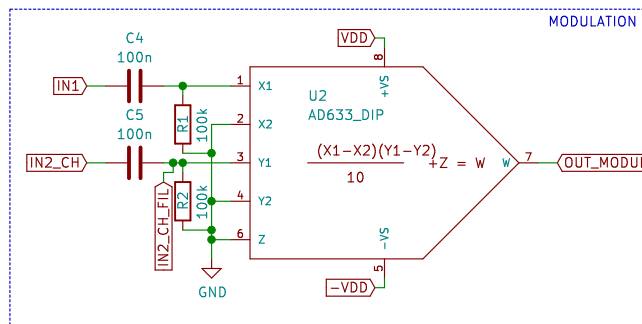 MODULATION
C4
100n
VDD
8
+VS
IN1
1
X1
U2
AD633_DIP
R1
100k
C5
100n
2
X2
(X1-X2)(Y1-Y2)
10
+Z = W
IN2_CH
3
Y1
W
7
OUT_MODUL
IN2_CH_FIL
R2
100k
4
Y2
6
Z
GND
-VS
5
-VDD